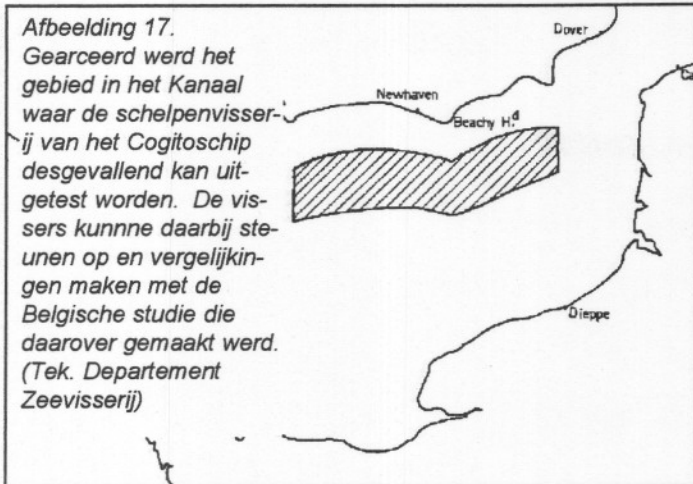 Afbeelding 17.
Gearceerd werd het
gebied in het Kanaal
waar de schelpenvisser-
ij van het Cogitoschip
desgevallend kan uit-
getest worden. De vis-
sers kunnne daarbij ste-
unen op en vergelijkin-
gen maken met de
Belgische studie die
daarover gemaakt werd.
(Tek. Departement
Zeevisserij)
Dover
Newhaven
Beachy H.d
Dieppe